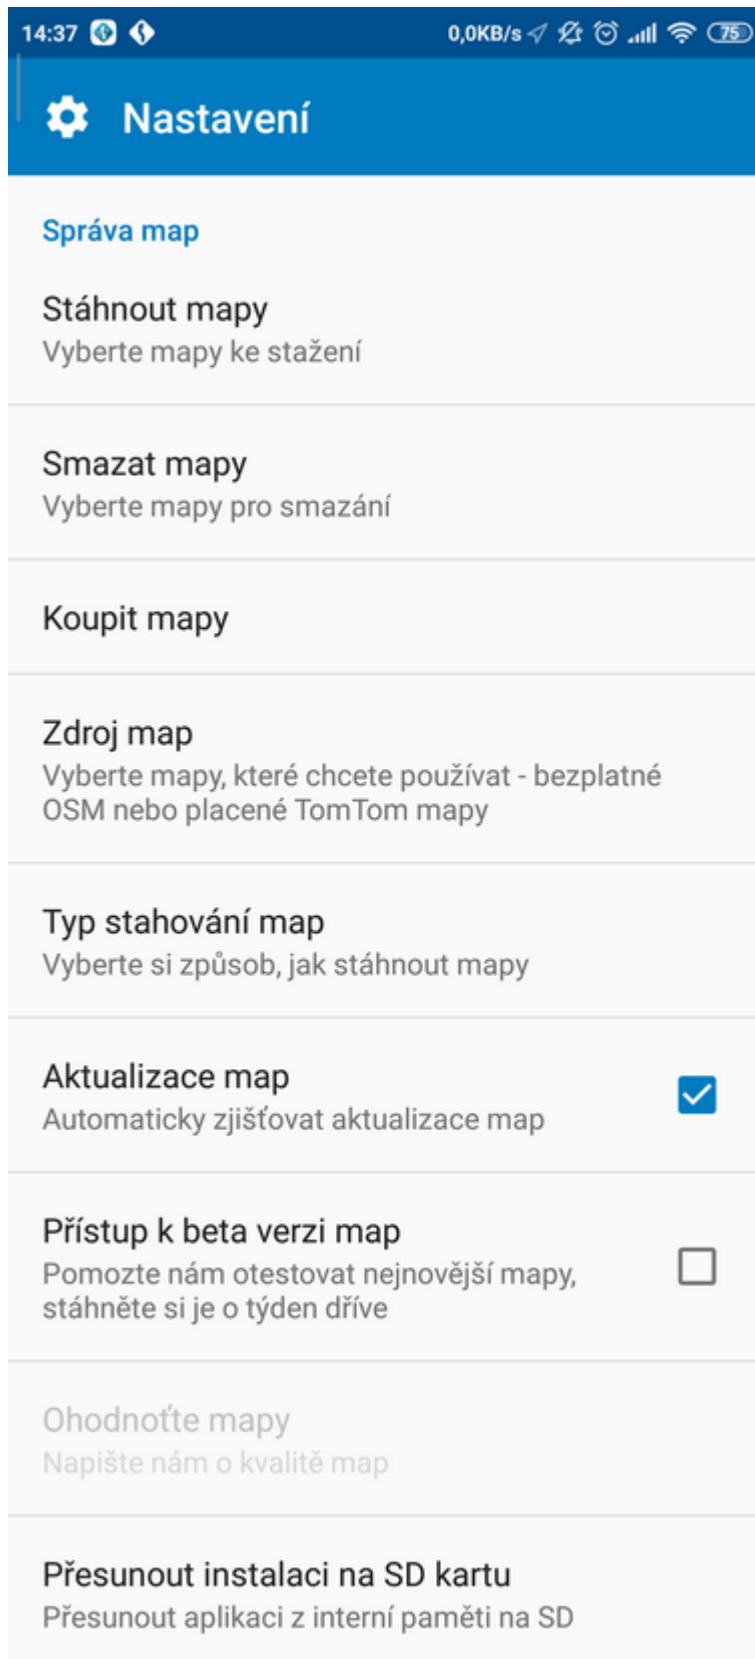 14:37 0,0KB/s 75
Nastavení
Správa map
Stáhnout mapy
Vyberte mapy ke stažení
Smazat mapy
Vyberte mapy pro smazání
Koupit mapy
Zdroj map
Vyberte mapy, které chcete používat - bezplatné
OSM nebo placené TomTom mapy
Typ stahování map
Vyberte si způsob, jak stáhnout mapy
Aktualizace map
Automaticky zjišťovat aktualizace map
Přístup k beta verzi map
Pomozte nám otestovat nejnovější mapy,
stáhněte si je o týden dříve
Ohodnoťte mapy
Napište nám o kvalitě map
Přesunout instalaci na SD kartu
Přesunout aplikaci z interní paměti na SD